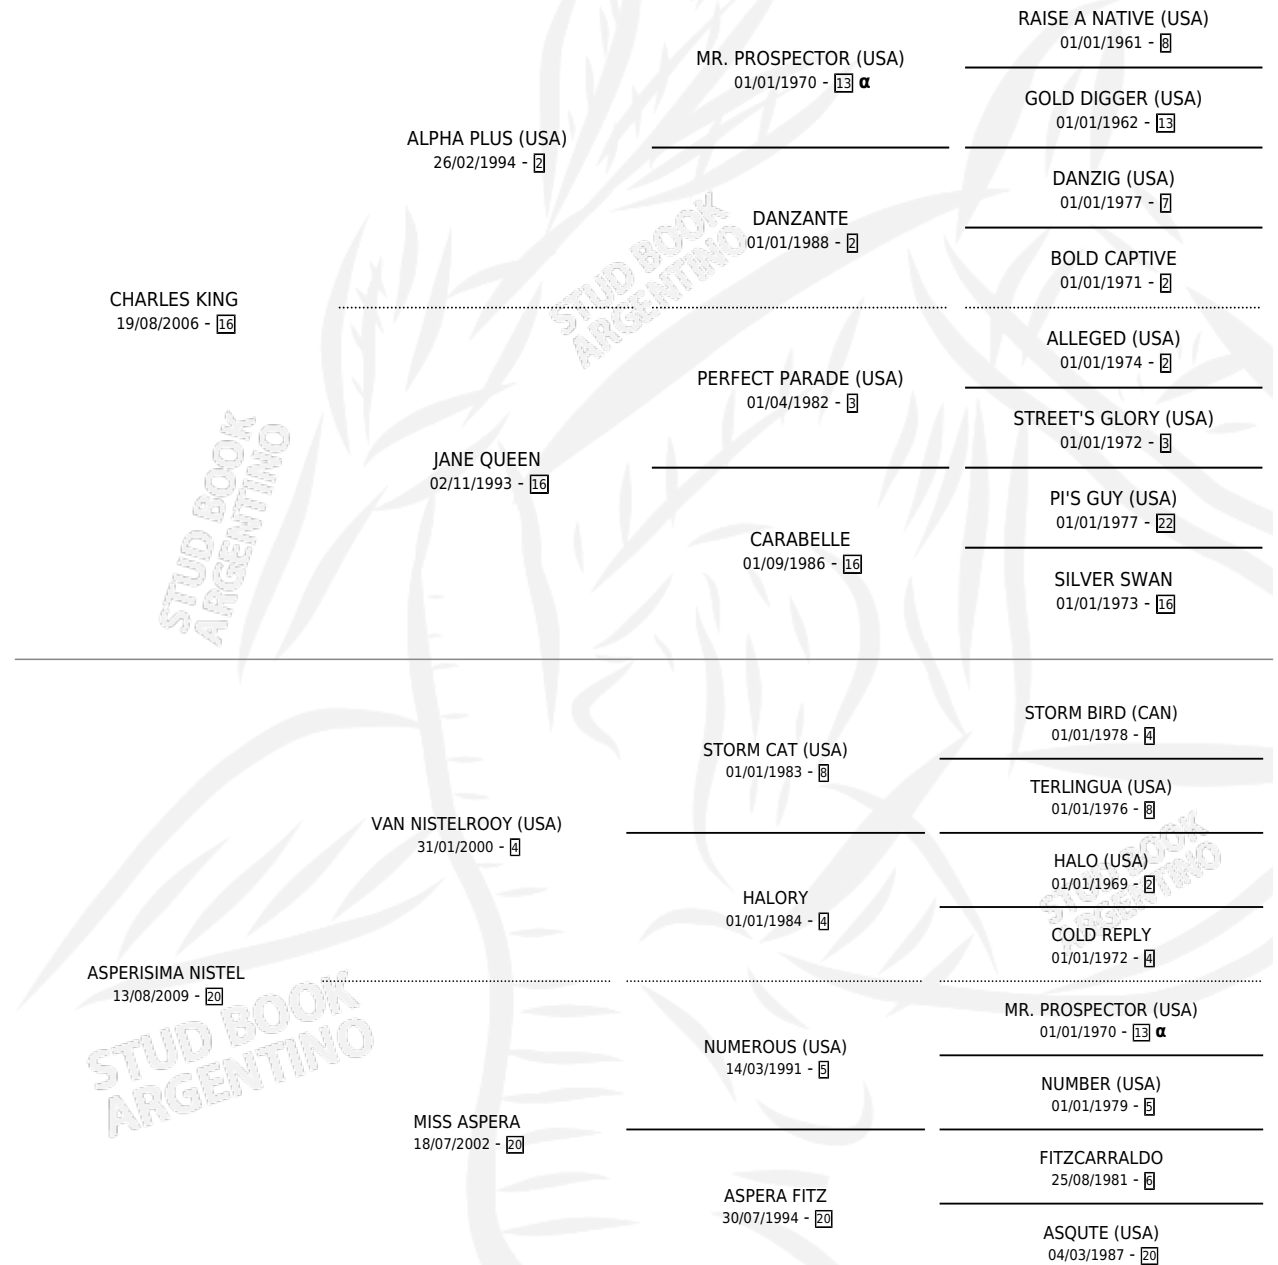 RAISE A NATIVE (USA)
01/01/1961 - 8
MR. PROSPECTOR (USA)
01/01/1970 - 13 α
GOLD DIGGER (USA)
01/01/1962 - 13
ALPHA PLUS (USA)
26/02/1994 - 2
DANZIG (USA)
01/01/1977 - 7
DANZANTE
01/01/1988 - 2
BOLD CAPTIVE
01/01/1971 - 2
STUD BOOK
ARGENTINO
CHARLES KING
19/08/2006 - 16
ALLEGED (USA)
01/01/1974 - 2
PERFECT PARADE (USA)
01/04/1982 - 3
STREET'S GLORY (USA)
01/01/1972 - 3
JANE QUEEN
02/11/1993 - 16
PI'S GUY (USA)
01/01/1977 - 22
CARABELLE
01/09/1986 - 16
SILVER SWAN
01/01/1973 - 16
STUD BOOK
ARGENTINO
STORM BIRD (CAN)
01/01/1978 - 4
STORM CAT (USA)
01/01/1983 - 8
TERLINGUA (USA)
01/01/1976 - 8
VAN NISTELROOY (USA)
31/01/2000 - 4
HALO (USA)
01/01/1969 - 2
HALORY
01/01/1984 - 4
COLD REPLY
01/01/1972 - 4
STUD BOOK
ARGENTINO
ASPERISIMA NISTEL
13/08/2009 - 20
MR. PROSPECTOR (USA)
01/01/1970 - 13 α
NUMEROUS (USA)
14/03/1991 - 5
NUMBER (USA)
01/01/1979 - 5
STUD BOOK
ARGENTINO
MISS ASPERA
18/07/2002 - 20
FITZCARRALDO
25/08/1981 - 6
ASPERA FITZ
30/07/1994 - 20
ASQUTE (USA)
04/03/1987 - 20